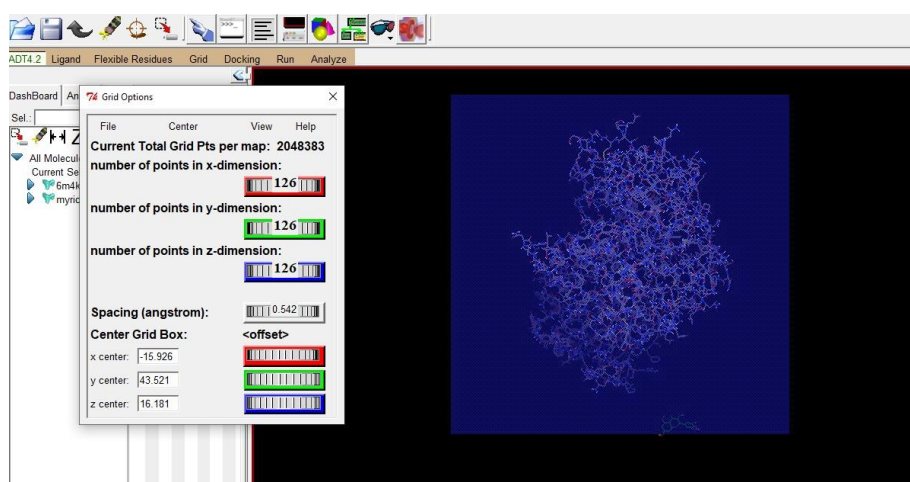 ADT4.2 Ligand Flexible Residues Grid Docking Run Analyze
DashBoard An
Sel.:
All Molecul
Current Se
6m4k
myric
Grid Options
File Center View Help
Current Total Grid Pts per map: 2048383
number of points in x-dimension:
126
number of points in y-dimension:
126
number of points in z-dimension:
126
Spacing (angstrom): 0.542
Center Grid Box: <offset>
x center: -15.926
y center: 43.521
z center: 16.181